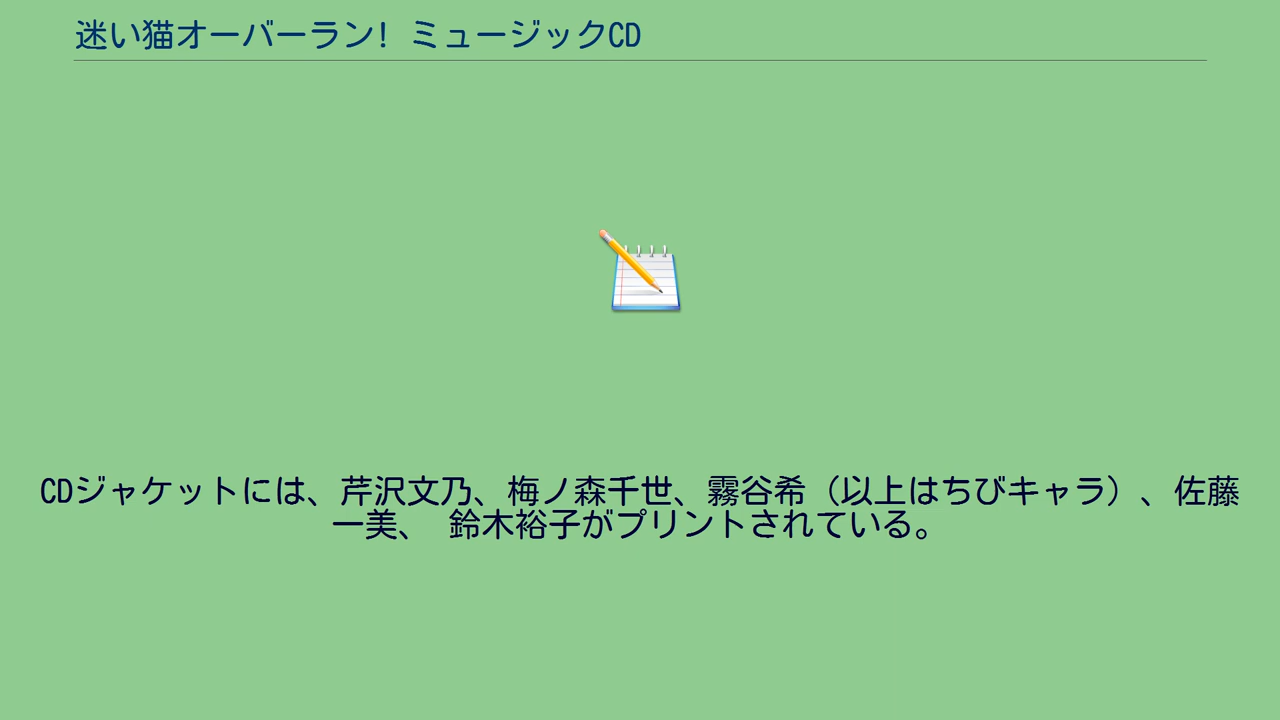 迷い猫オーバーラン! ミュージックCD
CDジャケットには、芹沢文乃、梅ノ森千世、霧谷希（以上はちびキャラ）、佐藤
一美、 鈴木裕子がプリントされている。